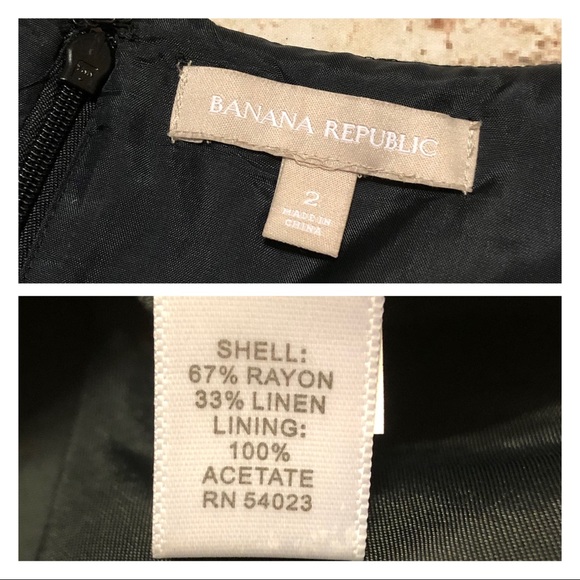 BANANA REPUBLIC
2
MADE IN
CHINA
SHELL:
67% RAYON
33% LINEN
LINING:
100%
ACETATE
RN 54023